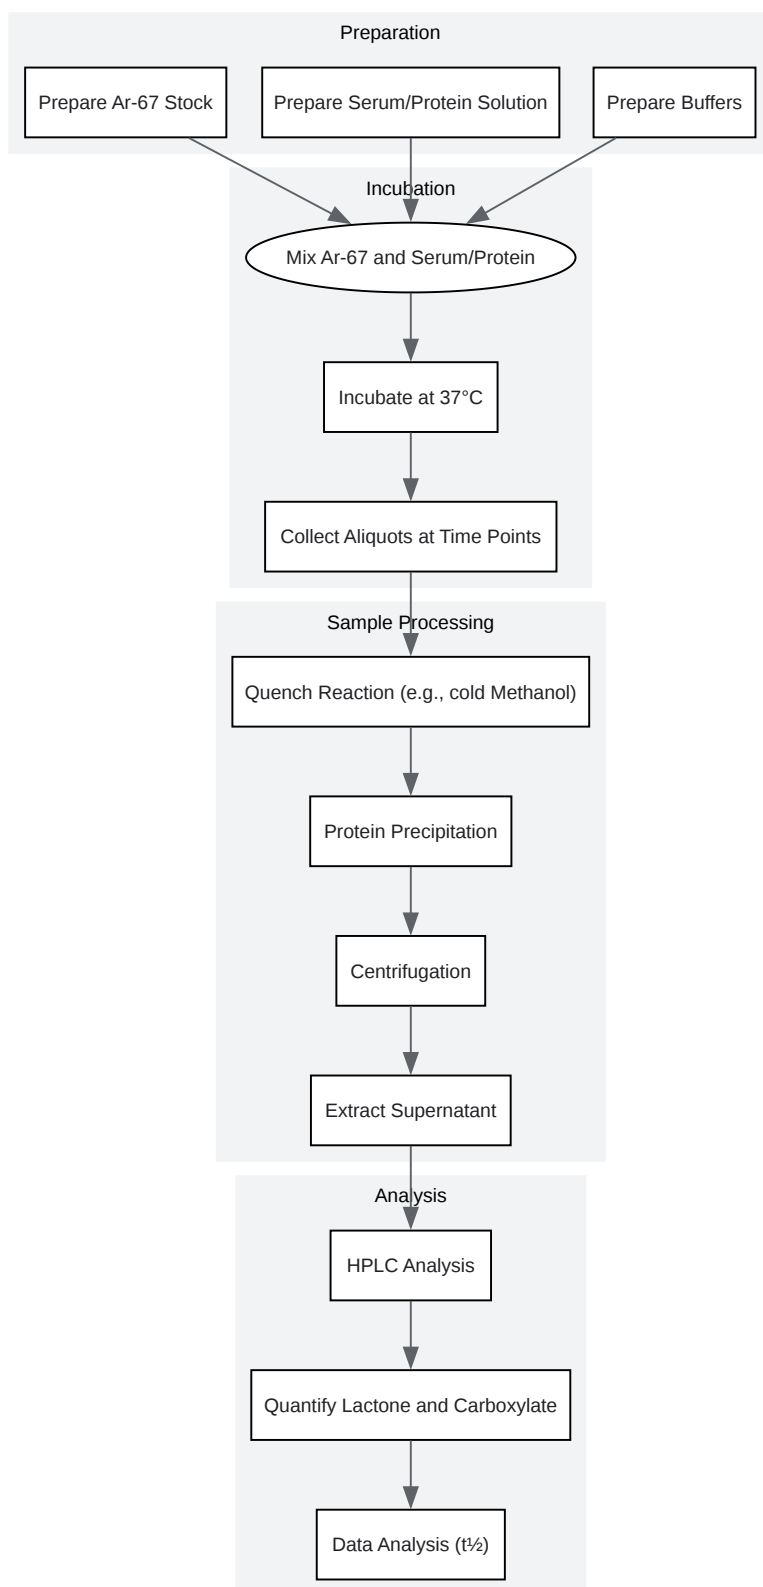 Preparation
Prepare Ar-67 Stock
Prepare Serum/Protein Solution
Prepare Buffers
Incubation
Mix Ar-67 and Serum/Protein
Incubate at 37°C
Collect Aliquots at Time Points
Sample Processing
Quench Reaction (e.g., cold Methanol)
Protein Precipitation
Centrifugation
Extract Supernatant
Analysis
HPLC Analysis
Quantify Lactone and Carboxylate
Data Analysis (t½)